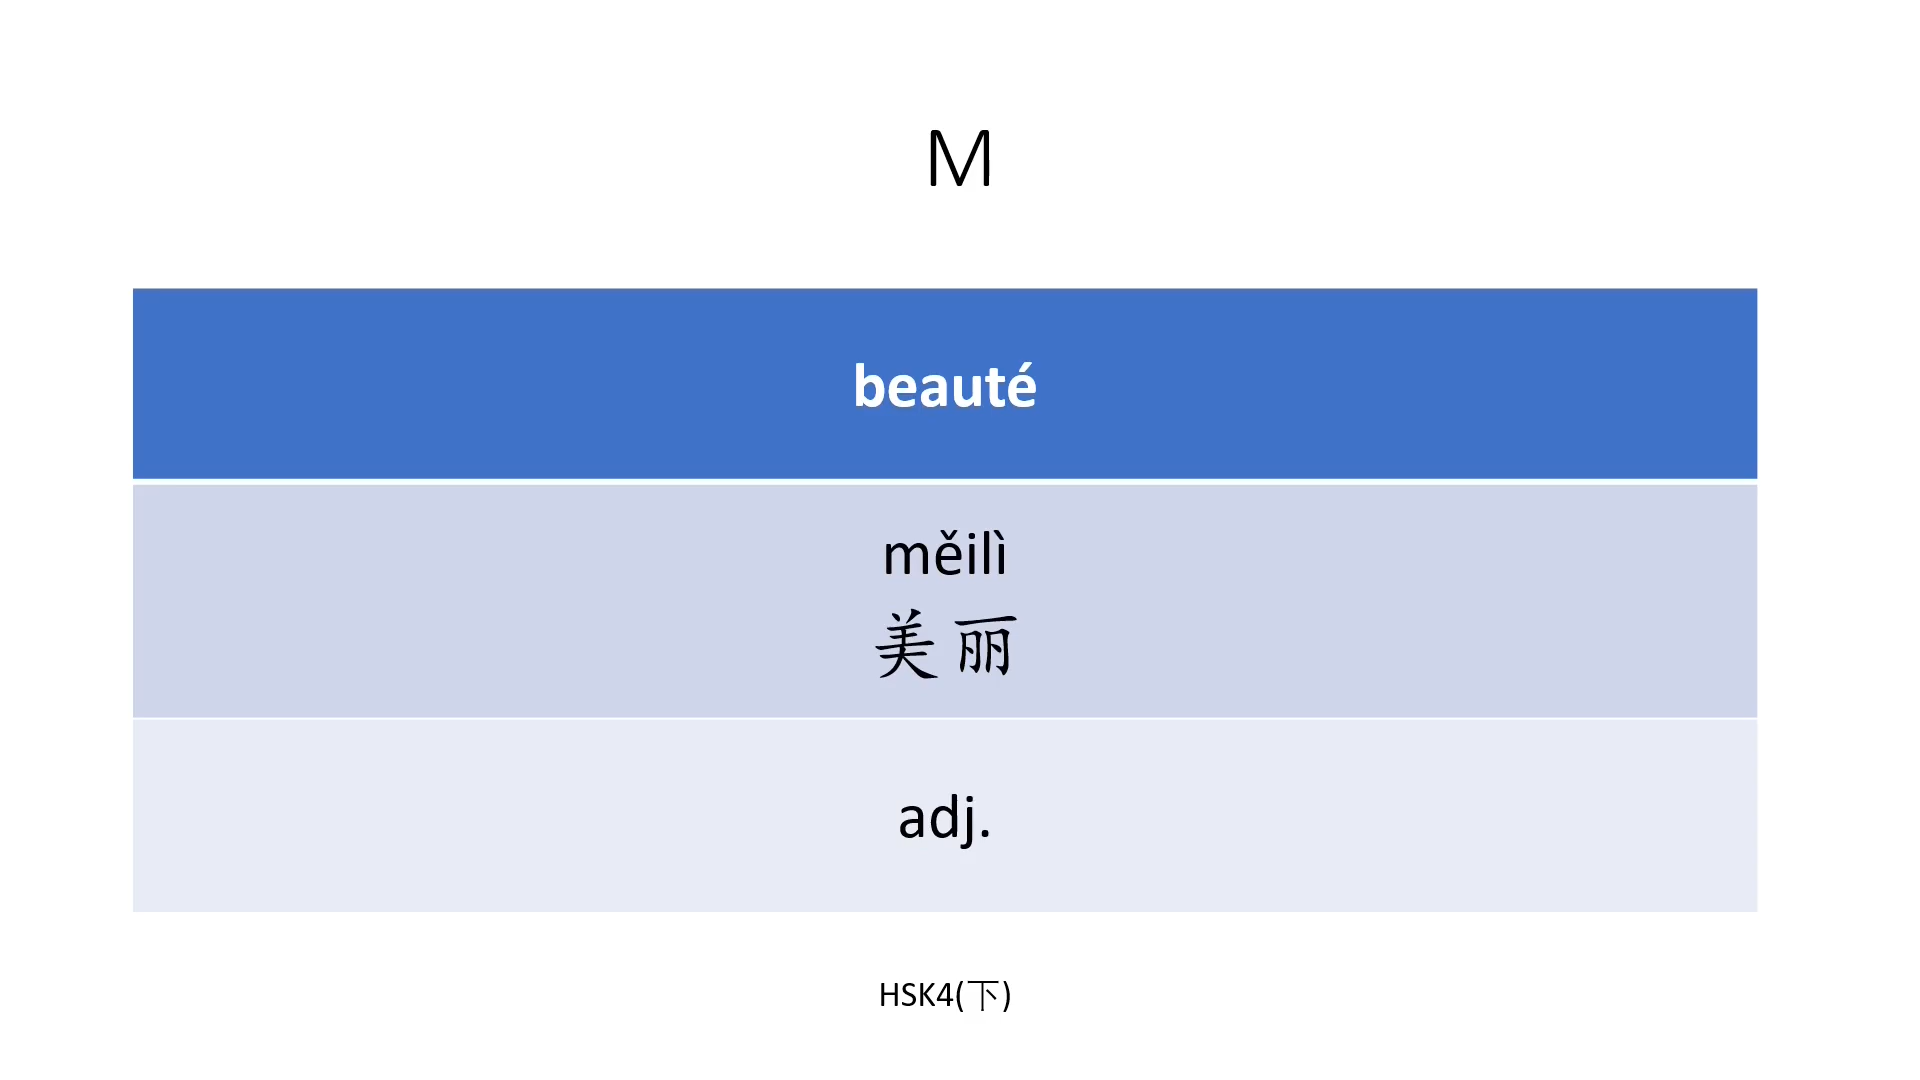 M
beauté
měilì
美丽
adj.
HSK4(下)